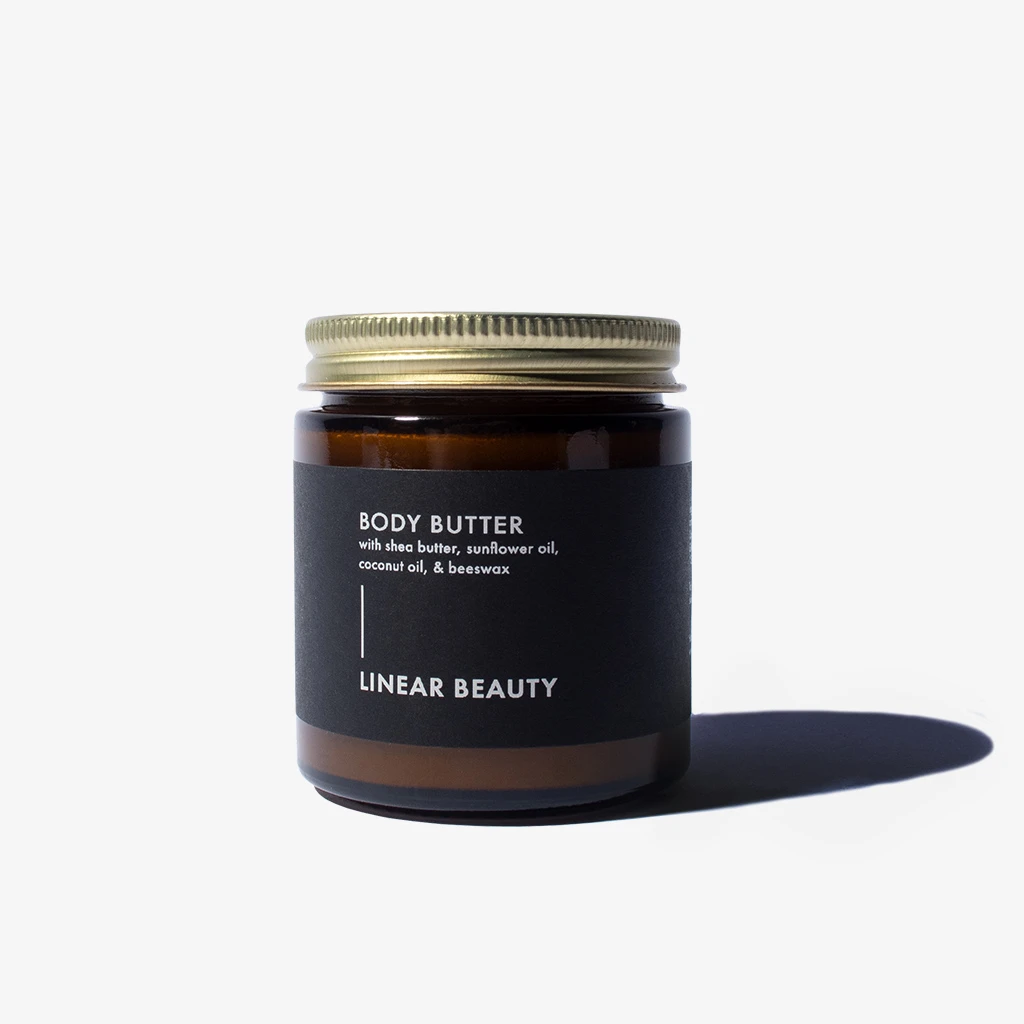 BODY BUTTER
with shea butter, sunflower oil,
coconut oil, & beeswax
LINEAR BEAUTY